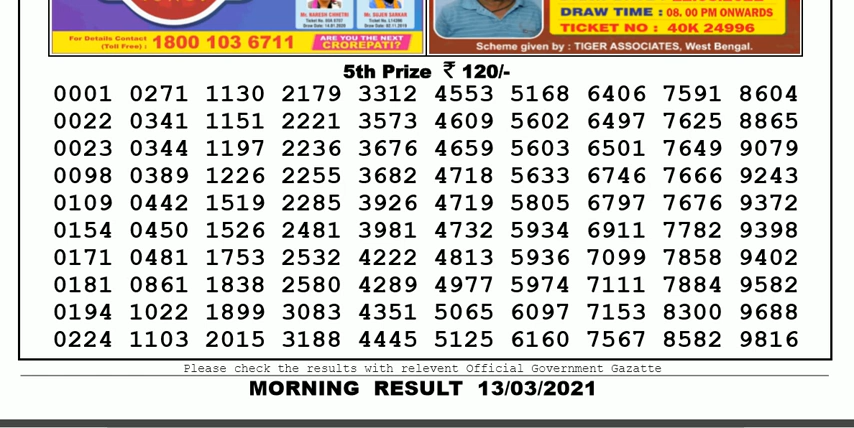 Mr. NARESH CHHETRI Mr. SUJEN SARKAR
DRAW TIME : 08. 00 PM ONWARDS
TICKET NO : 40K 24996
For Details Contact
(Toll Free) : 1800 103 6711
ARE YOU THE NEXT
CROREPATI?
Scheme given by : TIGER ASSOCIATES, West Bengal.
5th Prize ₹ 120/-
0001 0271 1130 2179 3312 4553 5168 6406 7591 8604
0022 0341 1151 2221 3573 4609 5602 6497 7625 8865
0023 0344 1197 2236 3676 4659 5603 6501 7649 9079
0098 0389 1226 2255 3682 4718 5633 6746 7666 9243
0109 0442 1519 2285 3926 4719 5805 6797 7676 9372
0154 0450 1526 2481 3981 4732 5934 6911 7782 9398
0171 0481 1753 2532 4222 4813 5936 7099 7858 9402
0181 0861 1838 2580 4289 4977 5974 7111 7884 9582
0194 1022 1899 3083 4351 5065 6097 7153 8300 9688
0224 1103 2015 3188 4445 5125 6160 7567 8582 9816
Please check the results with relevent Official Government Gazatte
MORNING RESULT 13/03/2021